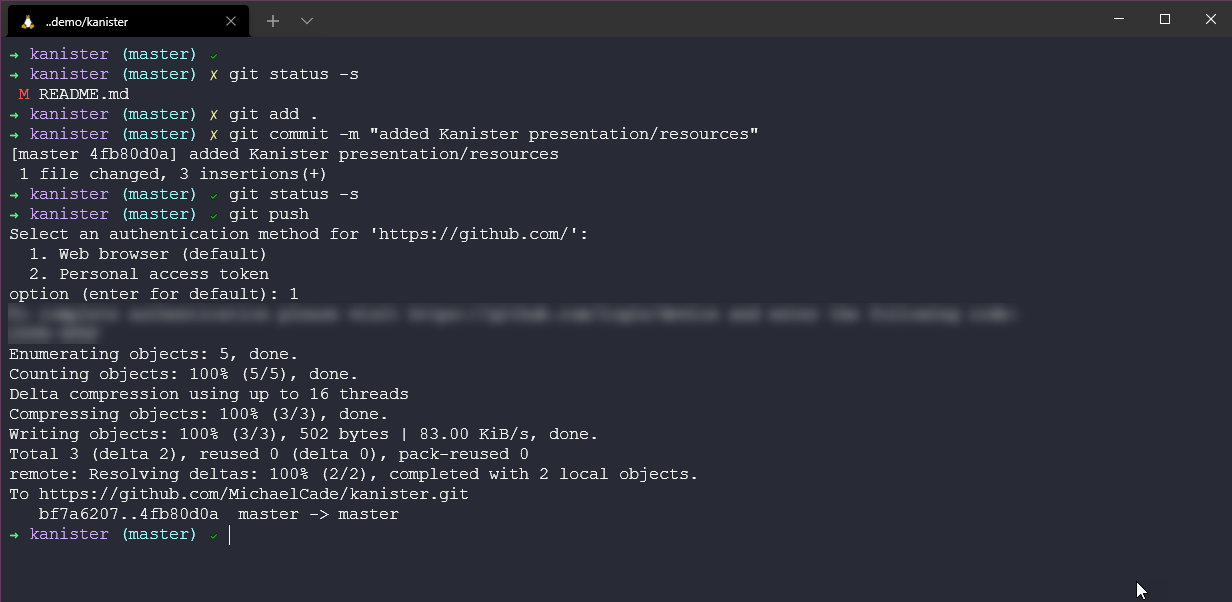 ..demo/kanister
→ kanister (master) ✓
→ kanister (master) ✗ git status -s
 M README.md
→ kanister (master) ✗ git add .
→ kanister (master) ✗ git commit -m "added Kanister presentation/resources"
[master 4fb80d0a] added Kanister presentation/resources
 1 file changed, 3 insertions(+)
→ kanister (master) ✓ git status -s
→ kanister (master) ✓ git push
Select an authentication method for 'https://github.com/':
  1. Web browser (default)
  2. Personal access token
option (enter for default): 1
Enumerating objects: 5, done.
Counting objects: 100% (5/5), done.
Delta compression using up to 16 threads
Compressing objects: 100% (3/3), done.
Writing objects: 100% (3/3), 502 bytes | 83.00 KiB/s, done.
Total 3 (delta 2), reused 0 (delta 0), pack-reused 0
remote: Resolving deltas: 100% (2/2), completed with 2 local objects.
To https://github.com/MichaelCade/kanister.git
   bf7a6207..4fb80d0a  master -> master
→ kanister (master) ✓